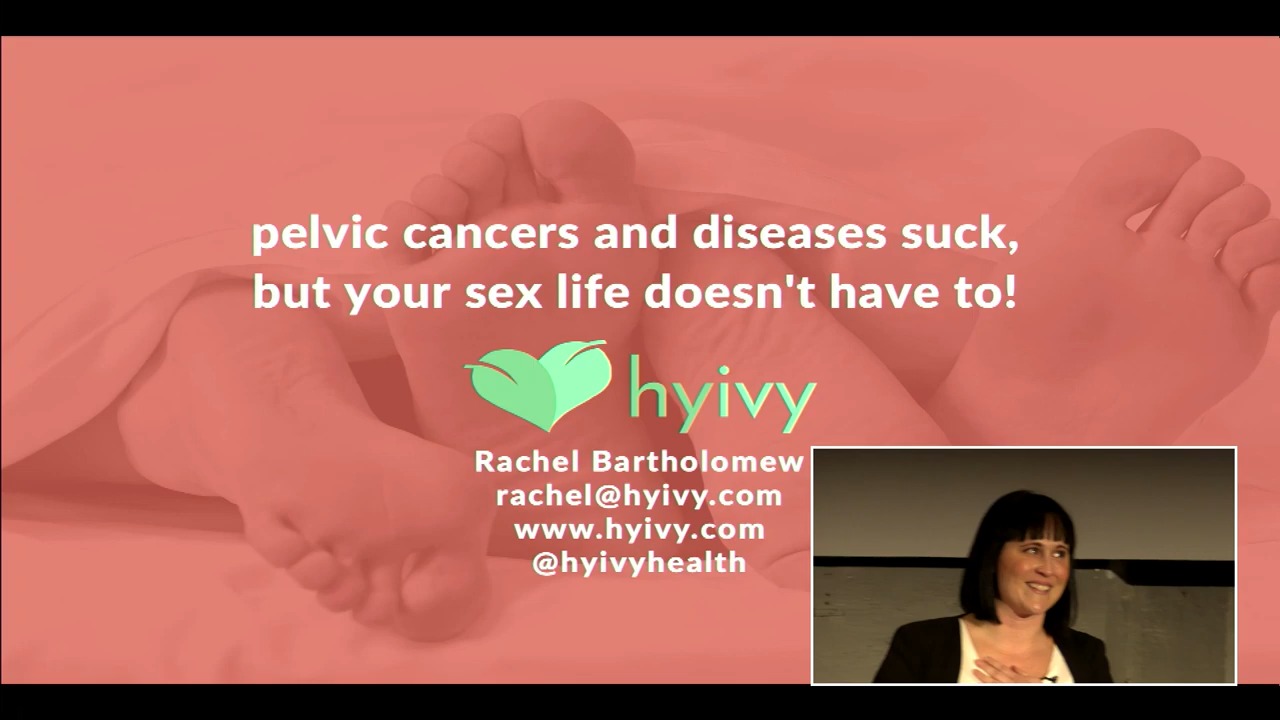 pelvic cancers and diseases suck,
but your sex life doesn't have to!
hyivy
Rachel Bartholomew
rachel@hyivy.com
www.hyivy.com
@hyivyhealth